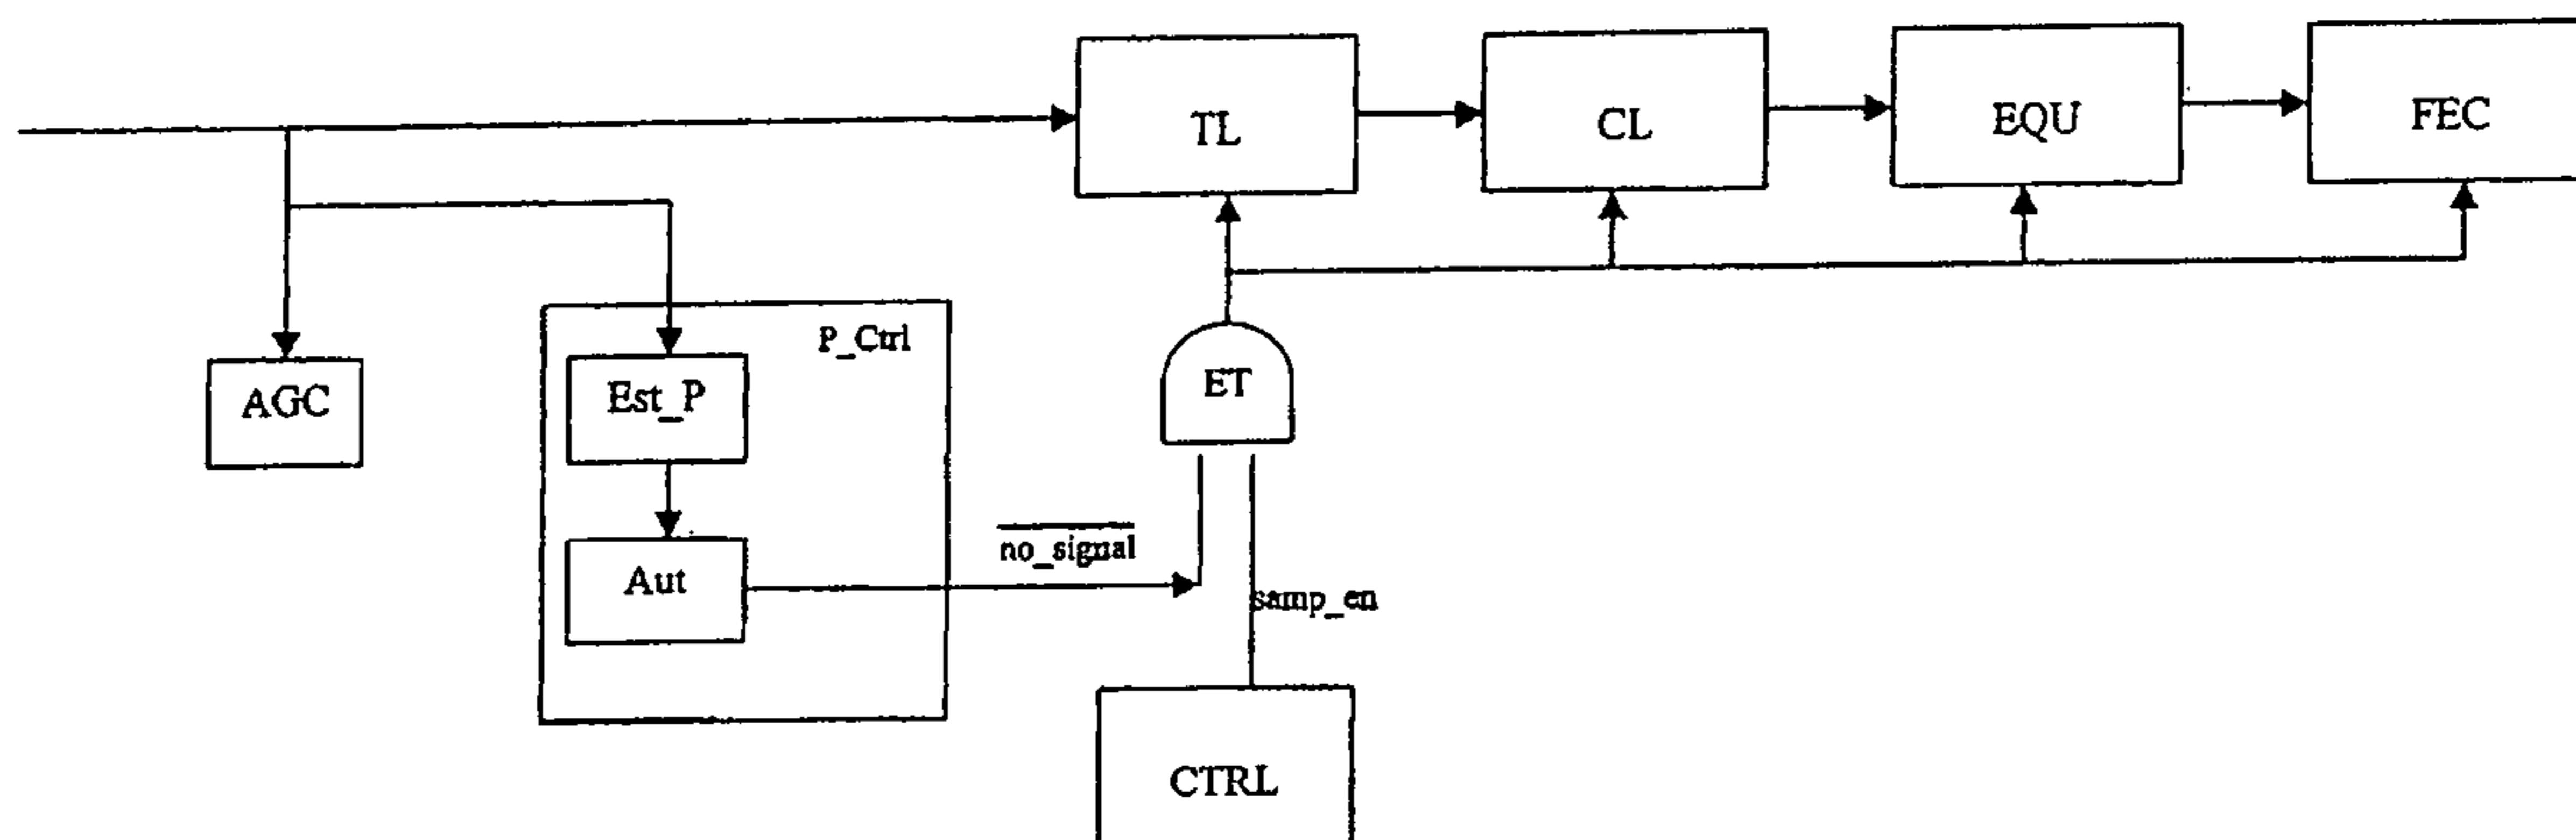 TL
CL
EQU
FEC
P_Ctrl
AGC
Est_P
ET
Aut
no_signal
samp_en
CTRL